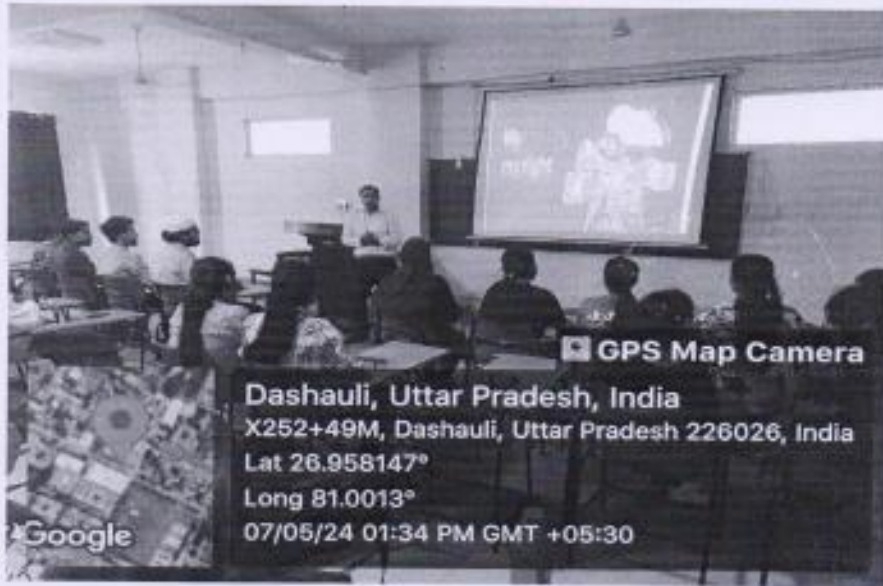 GPS Map Camera
Dashauli, Uttar Pradesh, India
X252+49M, Dashauli, Uttar Pradesh 226026, India
Lat 26.958147°
Long 81.0013°
07/05/24 01:34 PM GMT +05:30
Google